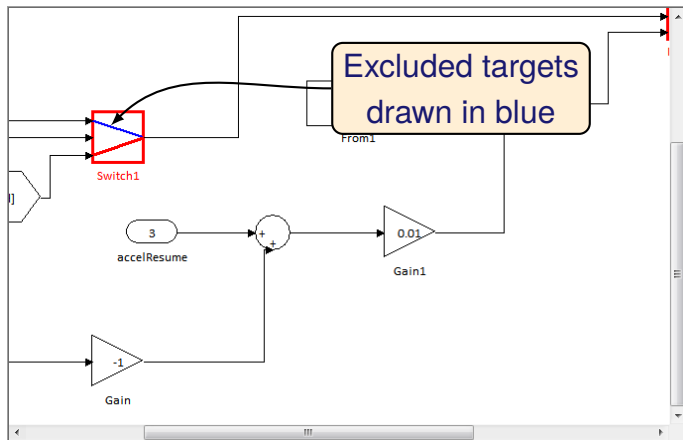 Excluded targets
drawn in blue
From1
Switch1
3
+
+
accelResume
0.01
Gain1
-1
Gain